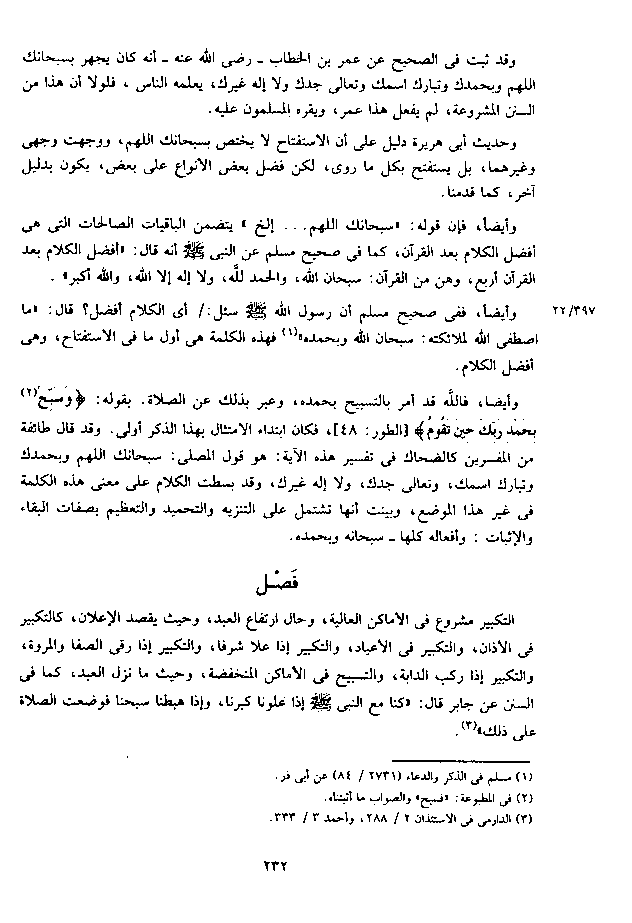 وقد ثبت فى الصحيح عن عمر بن الخطاب ـ رضى الله عنه ـ أنه كان يجهر بسبحانك
اللهم وبحمدك وتبارك اسمك وتعالى جدك ولا إله غيرك، يعلمه الناس ، فلولا أن هذا من
السنن المشروعة، لم يفعل هذا عمر، ويقره المسلمون عليه.
وحديث أبى هريرة دليل على أن الاستفتاح لا يختص بسبحانك اللهم، ووجهت وجهى
وغيرهما، بل يستفتح بكل ما روى، لكن فضل بعض الأنواع على بعض، يكون بدليل
آخر، كما قدمنا.
وأيضاً، فإن قوله: «سبحانك اللهم... إلخ » يتضمن الباقيات الصالحات التى هى
أفضل الكلام بعد القرآن، كما فى صحيح مسلم عن النبى ﷺ أنه قال: «أفضل الكلام بعد
القرآن أربع، وهن من القرآن: سبحان الله، والحمد للَّه، ولا إله إلا الله، والله أكبر» .
٢٢/٣٩٧ وأيضاً، ففى صحيح مسلم أن رسول الله ﷺ سئل:/ أى الكلام أفضل؟ قال: «ما
اصطفى الله لملائكته: سبحان الله وبحمده»(١) فهذه الكلمة هى أول ما فى الاستفتاح، وهى
أفضل الكلام.
وأيضا، فاللَّه قد أمر بالتسبيح بحمده، وعبر بذلك عن الصلاة. بقوله: ﴿ وَسَبِّحْ(٢)
بِحَمْدِ رَبِّكَ حِينَ تَقُومُ ﴾ [الطور: ٤٨]، فكان ابتداء الامتثال بهذا الذكر أولى. وقد قال طائفة
من المفسرين كالضحاك فى تفسير هذه الآية: هو قول المصلى: سبحانك اللهم وبحمدك
وتبارك اسمك، وتعالى جدك، ولا إله غيرك، وقد بسطت الكلام على معنى هذه الكلمة
فى غير هذا الموضع، وبينت أنها تشتمل على التنزيه والتحميد والتعظيم بصفات البقاء
والإثبات : وأفعاله كلها ـ سبحانه وبحمده.
فَصْل
التكبير مشروع فى الأماكن العالية، وحال ارتفاع العبد، وحيث يقصد الإعلان، كالتكبير
فى الأذان، والتكبير فى الأعياد، والتكبير إذا علا شرفا، والتكبير إذا رقى الصفا والمروة،
والتكبير إذا ركب الدابة، والتسبيح فى الأماكن المنخفضة، وحيث ما نزل العبد، كما فى
السنن عن جابر قال: «كنا مع النبى ﷺ إذا علونا كبرنا، وإذا هبطنا سبحنا فوضعت الصلاة
على ذلك»(٣).
(١) مسلم فى الذكر والدعاء (٢٧٣١ / ٨٤) عن أبى ذر.
(٢) فى المطبوعة: «فسبح» والصواب ما أثبتناه.
(٣) الدارمى فى الاستئذان ٢ / ٢٨٨، وأحمد ٣ / ٣٣٣.
٢٣٢